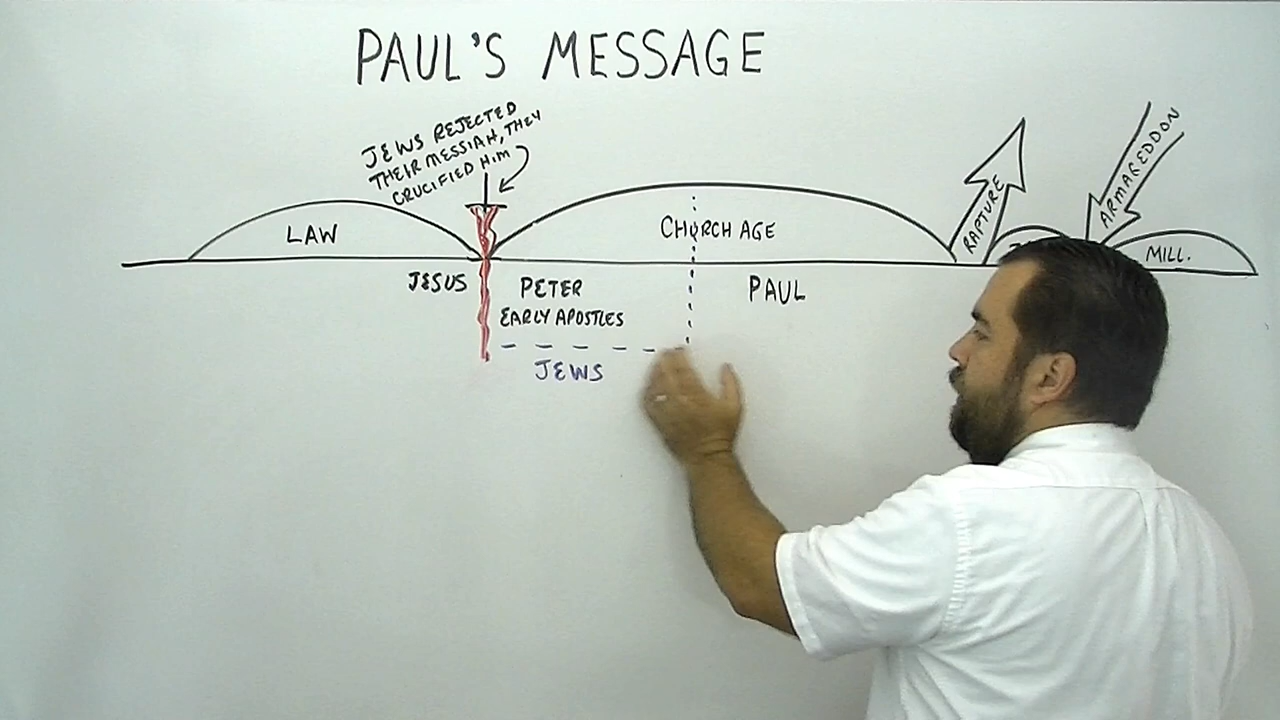 PAUL'S MESSAGE
JEWS REJECTED
THEIR MESSIAH, THEY
CRUCIFIED HIM
RAPTURE
ARMAGEDDON
LAW
CHURCH AGE
MILL.
JESUS
PETER
PAUL
EARLY APOSTLES
JEWS